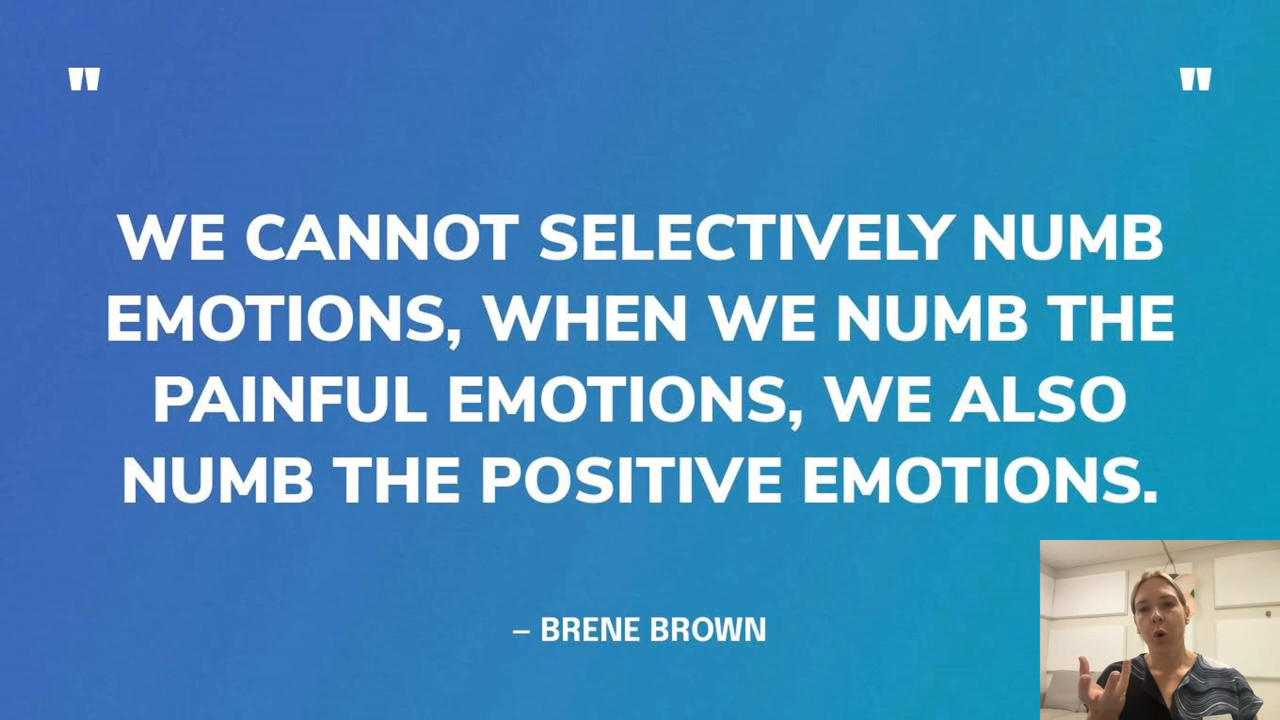 " "
WE CANNOT SELECTIVELY NUMB
EMOTIONS, WHEN WE NUMB THE
PAINFUL EMOTIONS, WE ALSO
NUMB THE POSITIVE EMOTIONS.
– BRENE BROWN